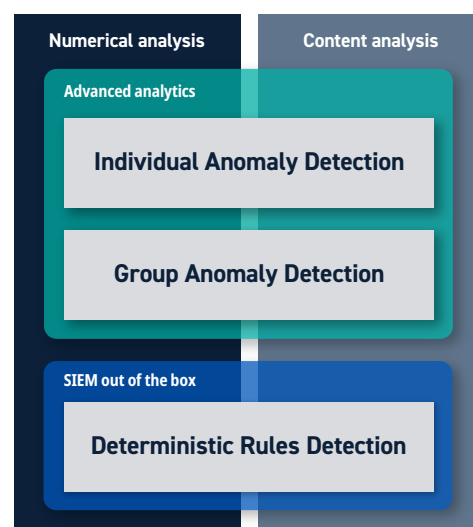 Numerical analysis
Content analysis
Advanced analytics
Individual Anomaly Detection
Group Anomaly Detection
SIEM out of the box
Deterministic Rules Detection